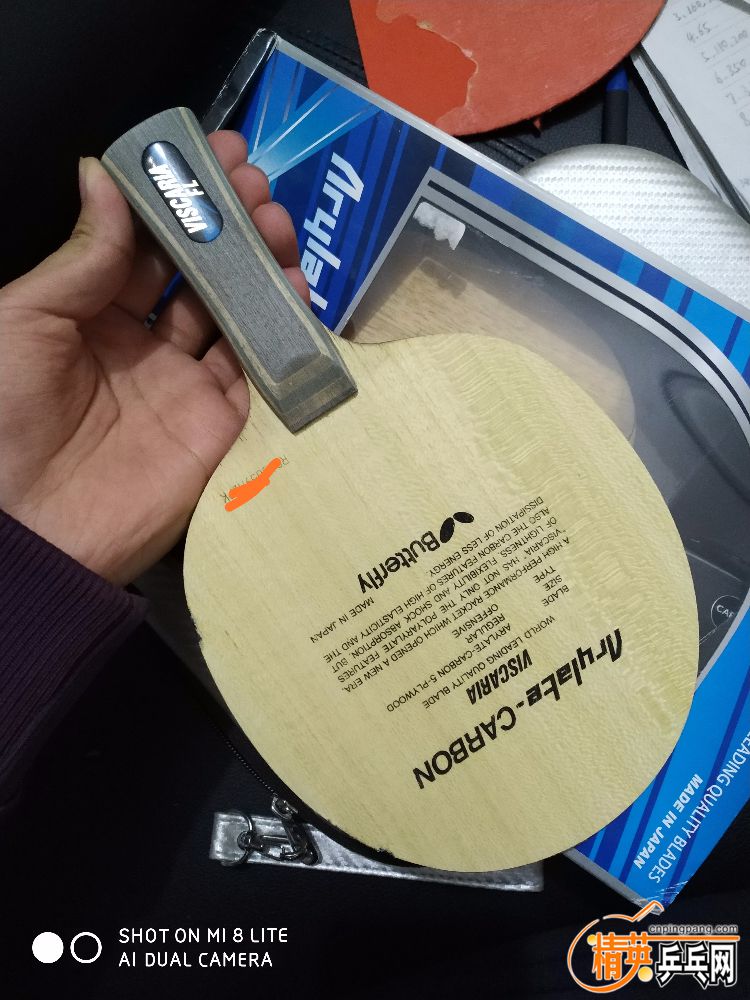 VISCARIA
FL
Arylate
Butterfly
MADE IN JAPAN
Arylate-CARBON
VISCARIA
WORLD LEADING QUALITY BLADE
BLADE ARYLATE-CARBON 5-PLYWOOD
SIZE REGULAR
TYPE OFFENSIVE
A HIGH PERFORMANCE RACKET WHICH OPENED A NEW ERA.
"VISCARIA" HAS NOT ONLY THE POLYARYLATE FEATURES
OF LIGHTNESS, FLEXIBILITY AND SHOCK ABSORPTION, BUT
ALSO THE CARBON FEATURES OF HIGH ELASTICITY AND THE
DISSIPATION OF LESS ENERGY
LEADING QUALITY BLADES
MADE IN JAPAN
4.65
SHOT ON MI 8 LITE
AI DUAL CAMERA
cnpingpang.com
精英乒乓网